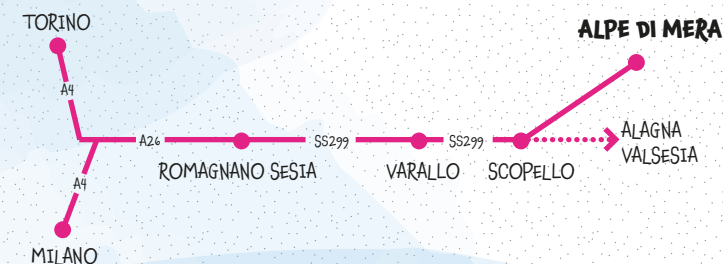 TORINO
ALPE DI MERA
A4
A26
SS299
SS299
ALAGNA
VALSESIA
ROMAGNANO SESIA
VARALLO
SCOPELLO
A4
MILANO